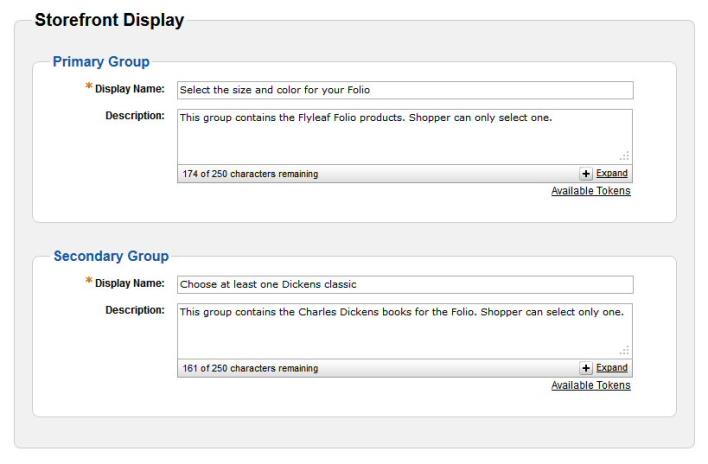 Storefront Display
Primary Group
* Display Name: Select the size and color for your Folio
Description: This group contains the Flyleaf Folio products. Shopper can only select one.
174 of 250 characters remaining + Expand
Available Tokens
Secondary Group
* Display Name: Choose at least one Dickens classic
Description: This group contains the Charles Dickens books for the Folio. Shopper can select only one.
161 of 250 characters remaining + Expand
Available Tokens